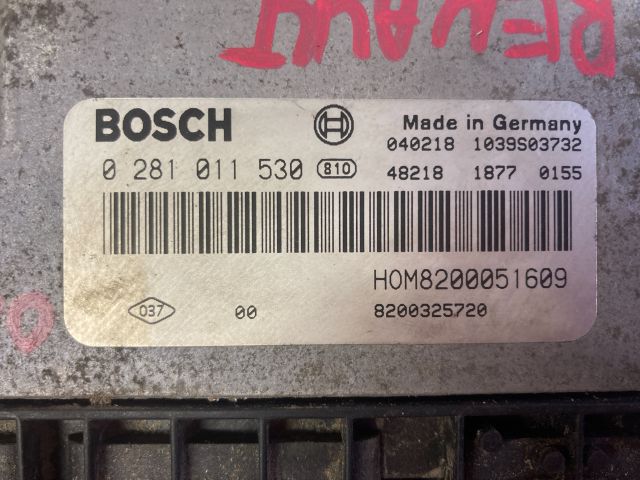 RENAULT
BOSCH
Made in Germany
040218 1039S03732
0 281 011 530 810
48218 1877 0155
HOM8200051609
037 00 8200325720